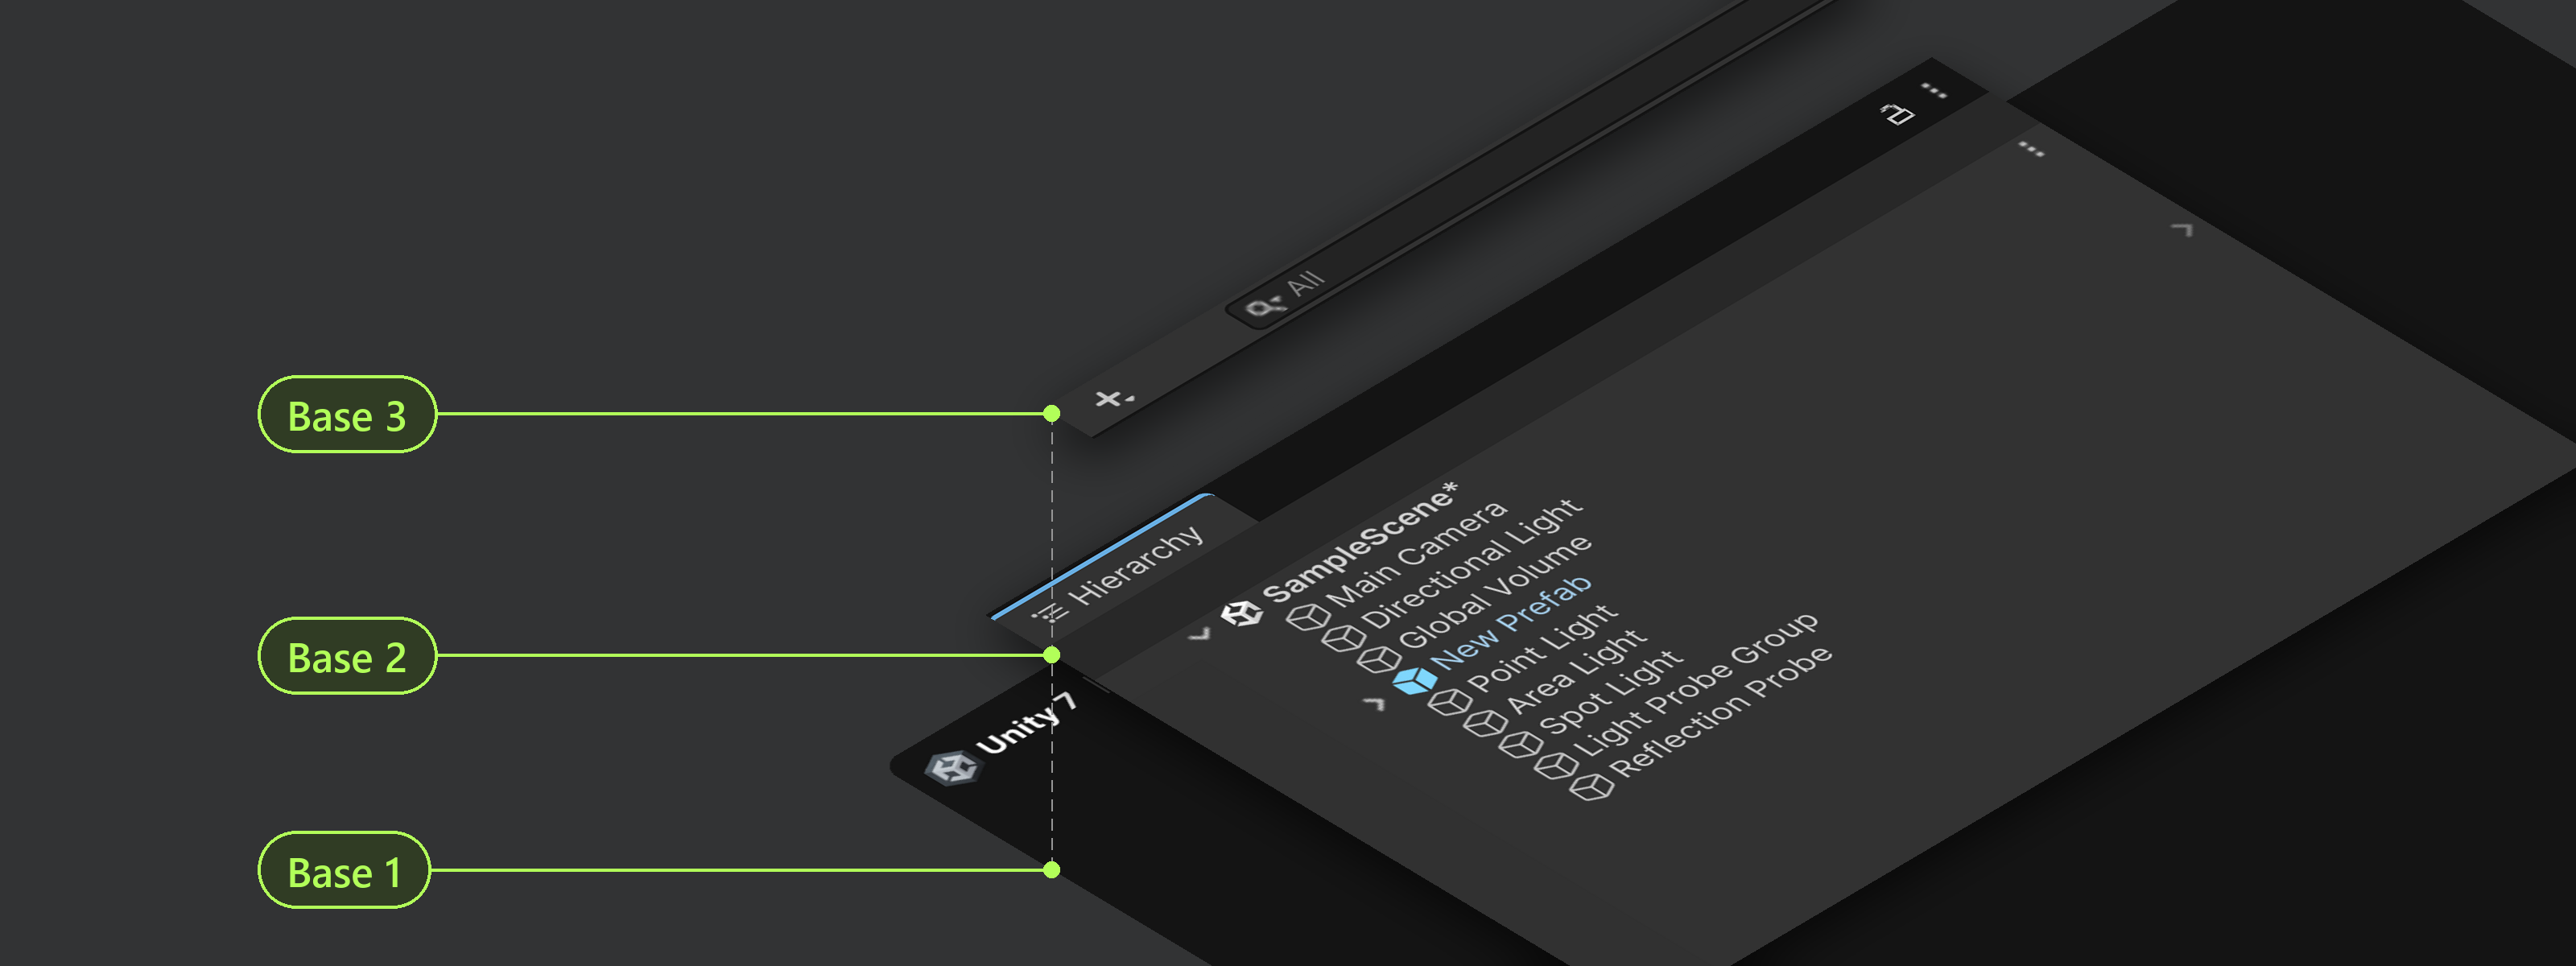 All
Base 3
Hierarchy
SampleScene*
Main Camera
Directional Light
Global Volume
New Prefab
Point Light
Area Light
Spot Light
Light Probe Group
Reflection Probe
Base 2
Unity 7
Base 1